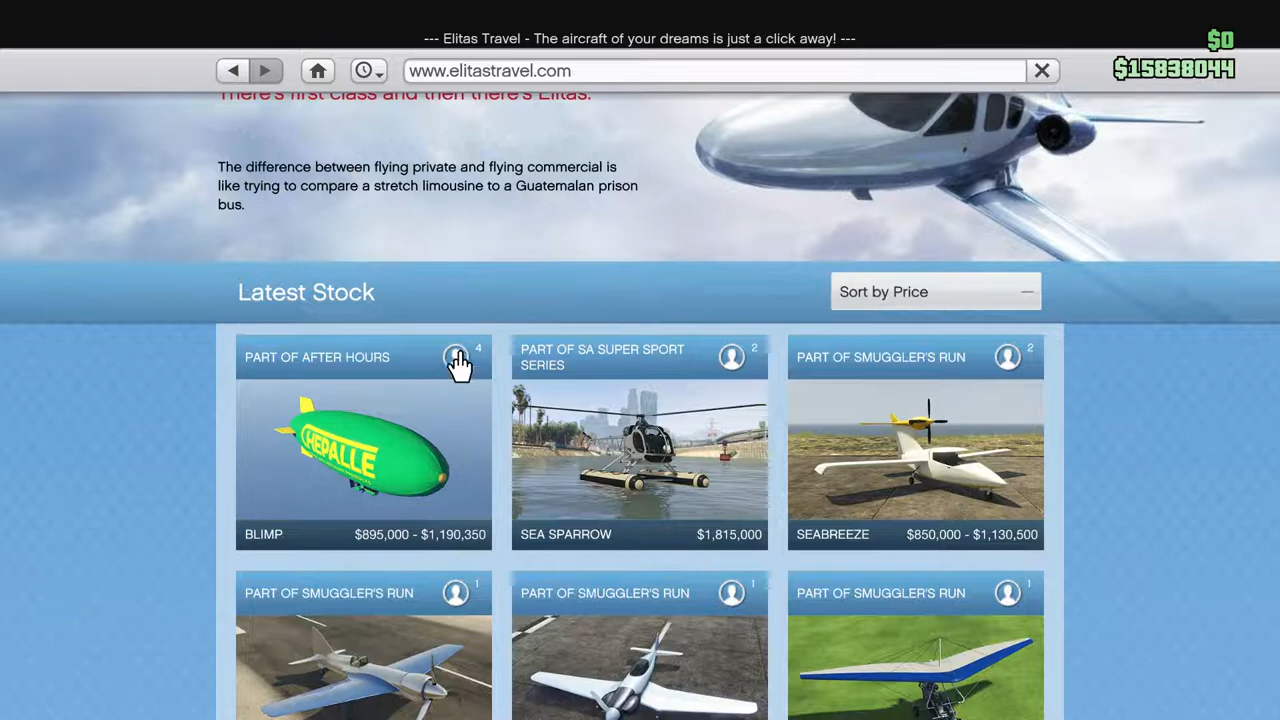 --- Elitas Travel - The aircraft of your dreams is just a click away! ---
$0
www.elitastravel.com
$15838044
There's first class and then there's Elitas.
The difference between flying private and flying commercial is
like trying to compare a stretch limousine to a Guatemalan prison
bus.
Latest Stock
Sort by Price
PART OF AFTER HOURS
4
PART OF SA SUPER SPORT
SERIES
2
PART OF SMUGGLER'S RUN
2
HEPALLE
BLIMP
$895,000 - $1,190,350
SEA SPARROW
$1,815,000
SEABREEZE
$850,000 - $1,130,500
PART OF SMUGGLER'S RUN
1
PART OF SMUGGLER'S RUN
1
PART OF SMUGGLER'S RUN
1